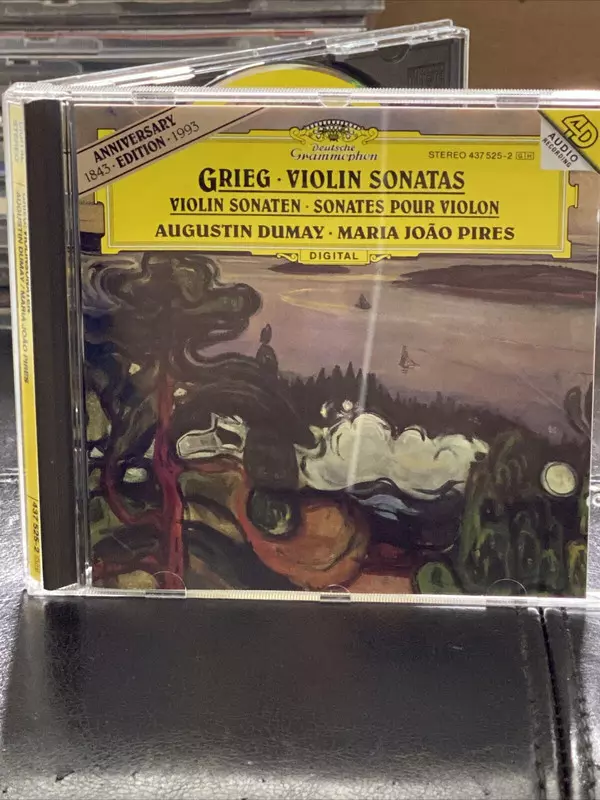 ANNIVERSARY
1843 · EDITION · 1993
Deutsche
Grammophon
STEREO 437 525-2 GH
4D
AUDIO
RECORDING
GRIEG · VIOLIN SONATAS
VIOLIN SONATEN · SONATES POUR VIOLON
AUGUSTIN DUMAY · MARIA JOÃO PIRES
DIGITAL
AUGUSTIN DUMAY / MARIA JOÃO PIRES
437 525-2